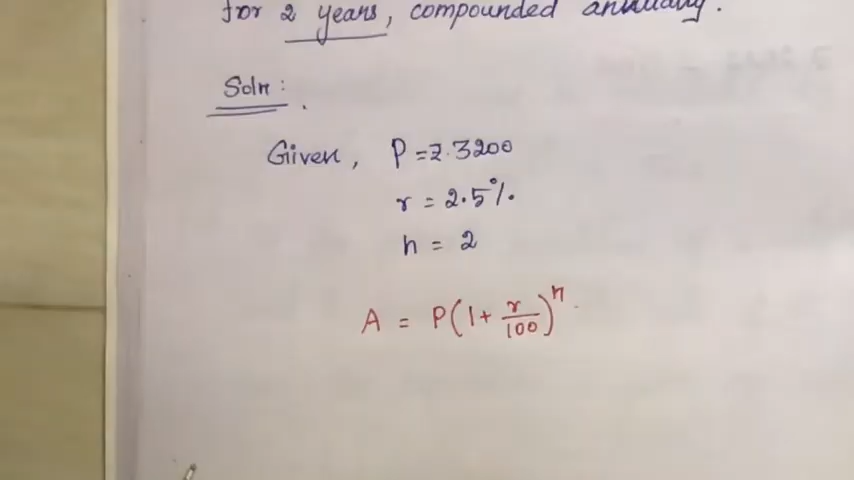 for 2 years, compounded annually.
Soln:
Given, P = ₹.3200
r = 2.5%.
n = 2
A = P(1 + r/100)^n